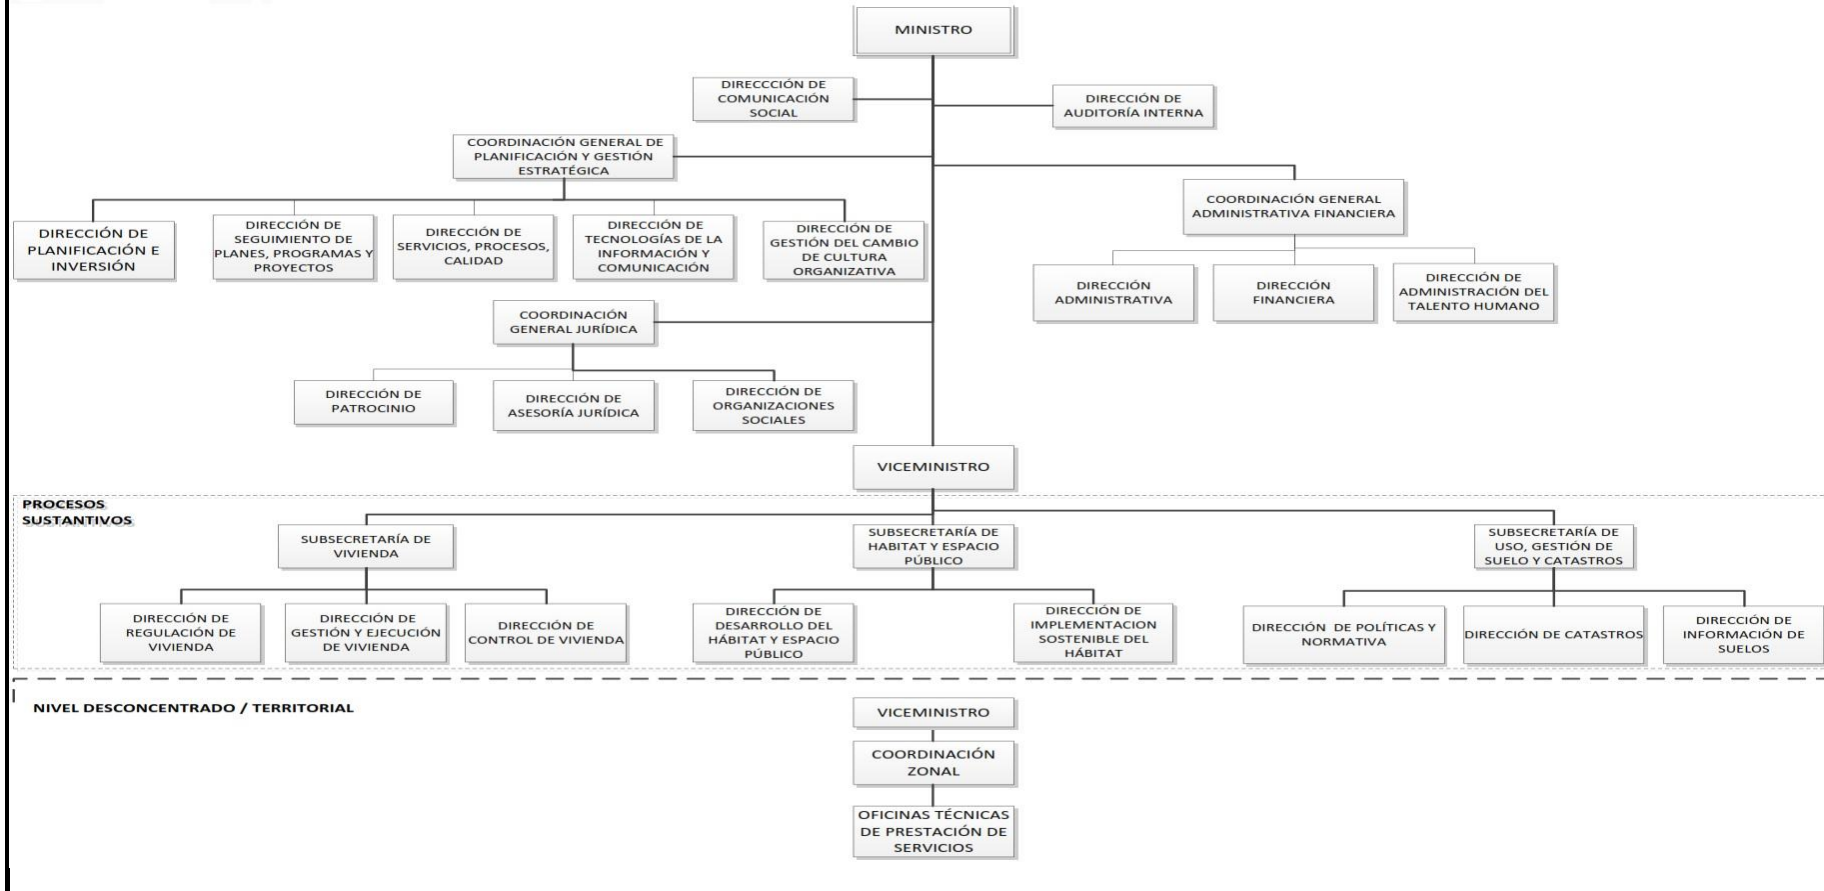 MINISTRO
DIRECCCIÓN DE
COMUNICACIÓN
SOCIAL
DIRECCIÓN DE
AUDITORÍA INTERNA
COORDINACIÓN GENERAL DE
PLANIFICACIÓN Y GESTIÓN
ESTRATÉGICA
COORDINACIÓN GENERAL
ADMINISTRATIVA FINANCIERA
DIRECCIÓN DE
PLANIFICACIÓN E
INVERSIÓN
DIRECCIÓN DE
SEGUIMIENTO DE
PLANES, PROGRAMAS Y
PROYECTOS
DIRECCIÓN DE
SERVICIOS, PROCESOS,
CALIDAD
DIRECCIÓN DE
TECNOLOGÍAS DE LA
INFORMACIÓN Y
COMUNICACIÓN
DIRECCIÓN DE
GESTIÓN DEL CAMBIO
DE CULTURA
ORGANIZATIVA
DIRECCIÓN
ADMINISTRATIVA
DIRECCIÓN
FINANCIERA
DIRECCIÓN DE
ADMINISTRACIÓN DEL
TALENTO HUMANO
COORDINACIÓN
GENERAL JURÍDICA
DIRECCIÓN DE
PATROCINIO
DIRECCIÓN DE
ASESORÍA JURÍDICA
DIRECCIÓN DE
ORGANIZACIONES
SOCIALES
VICEMINISTRO
PROCESOS
SUSTANTIVOS
SUBSECRETARÍA DE
VIVIENDA
SUBSECRETARÍA DE
HABITAT Y ESPACIO
PÚBLICO
SUBSECRETARÍA DE
USO, GESTIÓN DE
SUELO Y CATASTROS
DIRECCIÓN DE
REGULACIÓN DE
VIVIENDA
DIRECCIÓN DE
GESTIÓN Y EJECUCIÓN
DE VIVIENDA
DIRECCIÓN DE
CONTROL DE VIVIENDA
DIRECCIÓN DE
DESARROLLO DEL
HÁBITAT Y ESPACIO
PÚBLICO
DIRECCIÓN DE
IMPLEMENTACION
SOSTENIBLE DEL
HÁBITAT
DIRECCIÓN DE POLÍTICAS Y
NORMATIVA
DIRECCIÓN DE CATASTROS
DIRECCIÓN DE
INFORMACIÓN DE
SUELOS
NIVEL DESCONCENTRADO / TERRITORIAL
VICEMINISTRO
COORDINACIÓN
ZONAL
OFICINAS TÉCNICAS
DE PRESTACIÓN DE
SERVICIOS